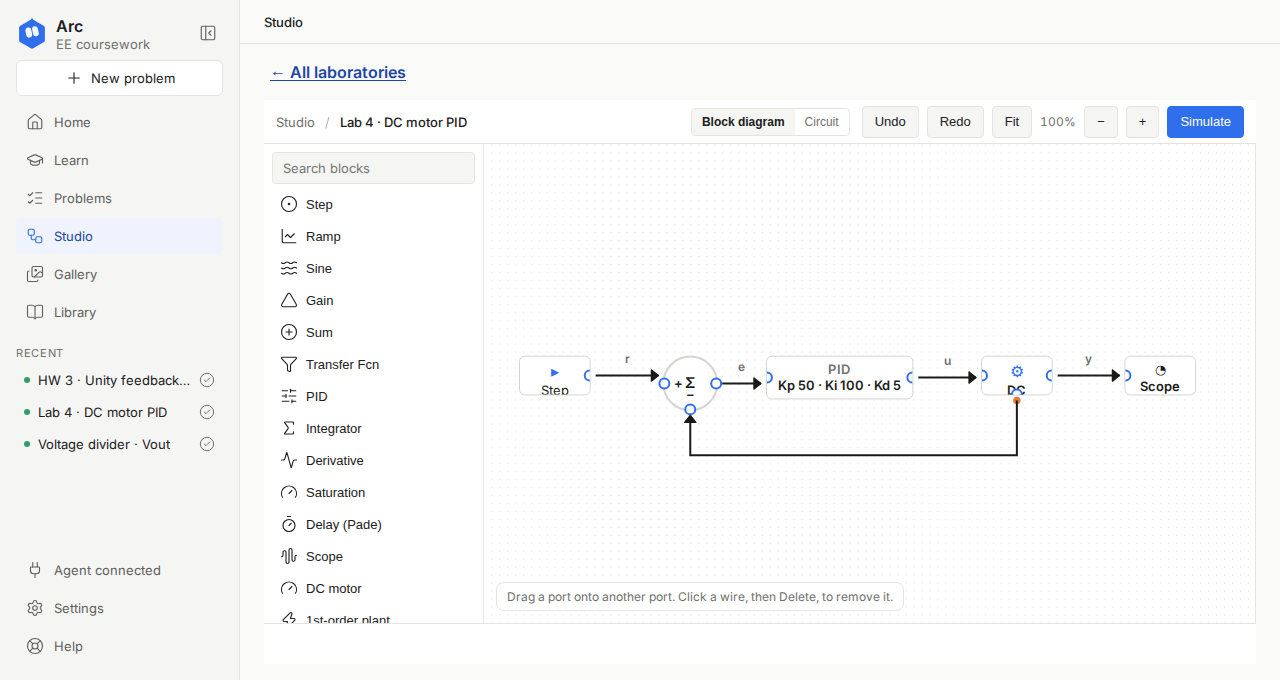 Arc
EE coursework
New problem
Home
Learn
Problems
Studio
Gallery
Library
RECENT
HW 3 · Unity feedback...
Lab 4 · DC motor PID
Voltage divider · Vout
Agent connected
Settings
Help
Studio
← All laboratories
Studio / Lab 4 · DC motor PID
Block diagram
Circuit
Undo
Redo
Fit
100%
−
+
Simulate
Search blocks
Step
Ramp
Sine
Gain
Sum
Transfer Fcn
PID
Integrator
Derivative
Saturation
Delay (Pade)
Scope
DC motor
1st-order plant
Step
r
+ Σ
−
e
PID
Kp 50 · Ki 100 · Kd 5
u
DC
y
Scope
Drag a port onto another port. Click a wire, then Delete, to remove it.